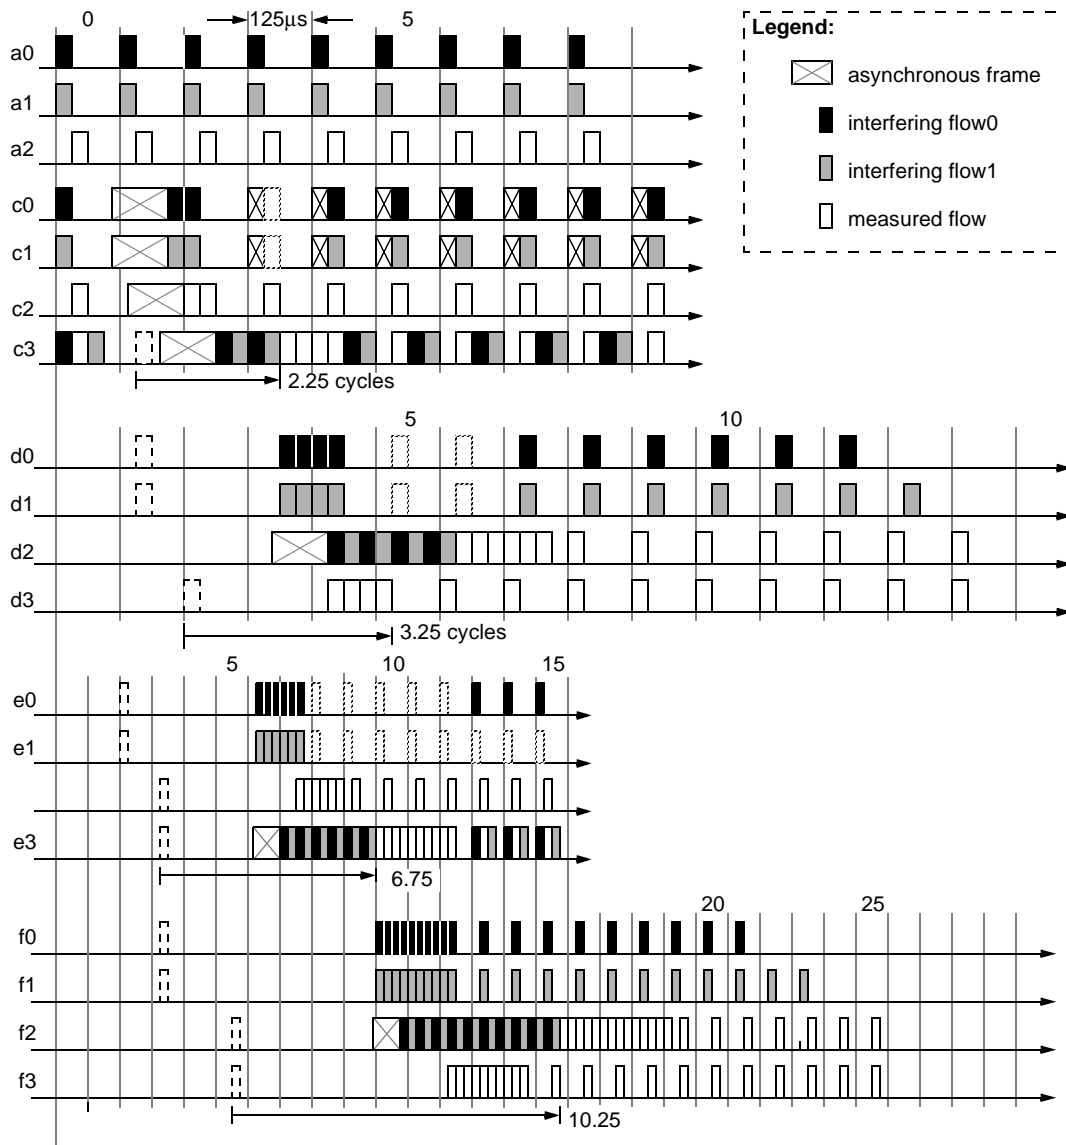 0 125μs 5
a0
a1
a2
c0
c1
c2
c3
2.25 cycles
Legend:
asynchronous frame
interfering flow0
interfering flow1
measured flow
5 10
d0
d1
d2
d3
3.25 cycles
5 10 15
e0
e1
e3
6.75
20 25
f0
f1
f2
f3
10.25